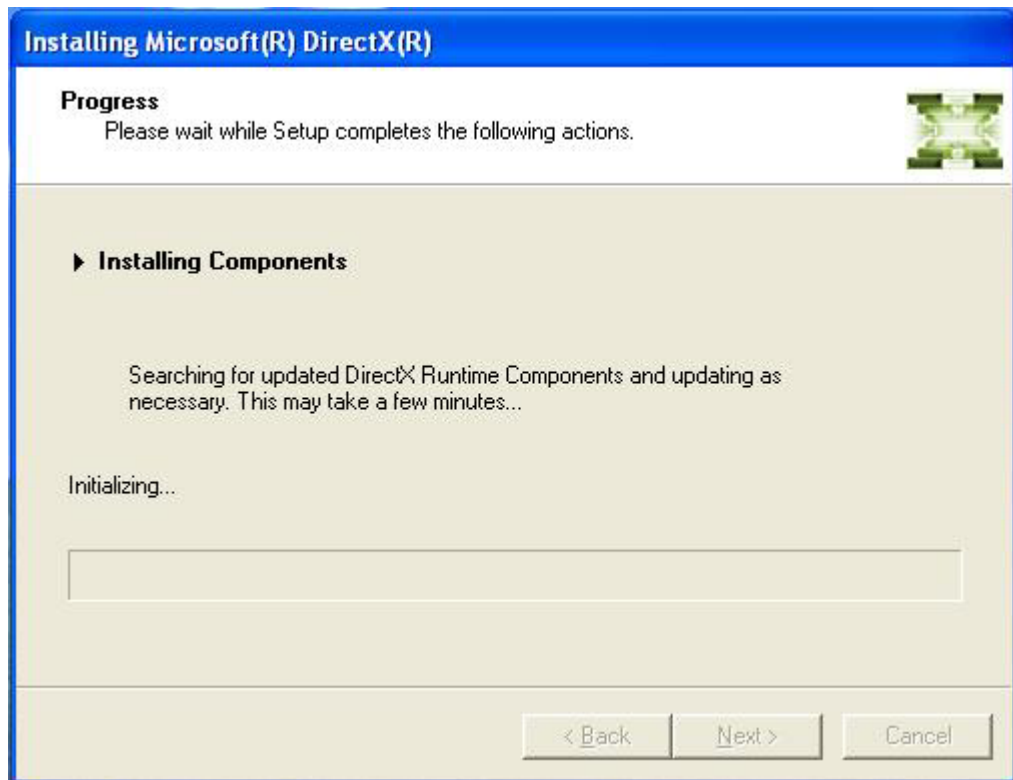 Installing Microsoft(R) DirectX(R)
Progress
Please wait while Setup completes the following actions.
Installing Components
Searching for updated DirectX Runtime Components and updating as
necessary. This may take a few minutes...
Initializing...
< Back
Next >
Cancel